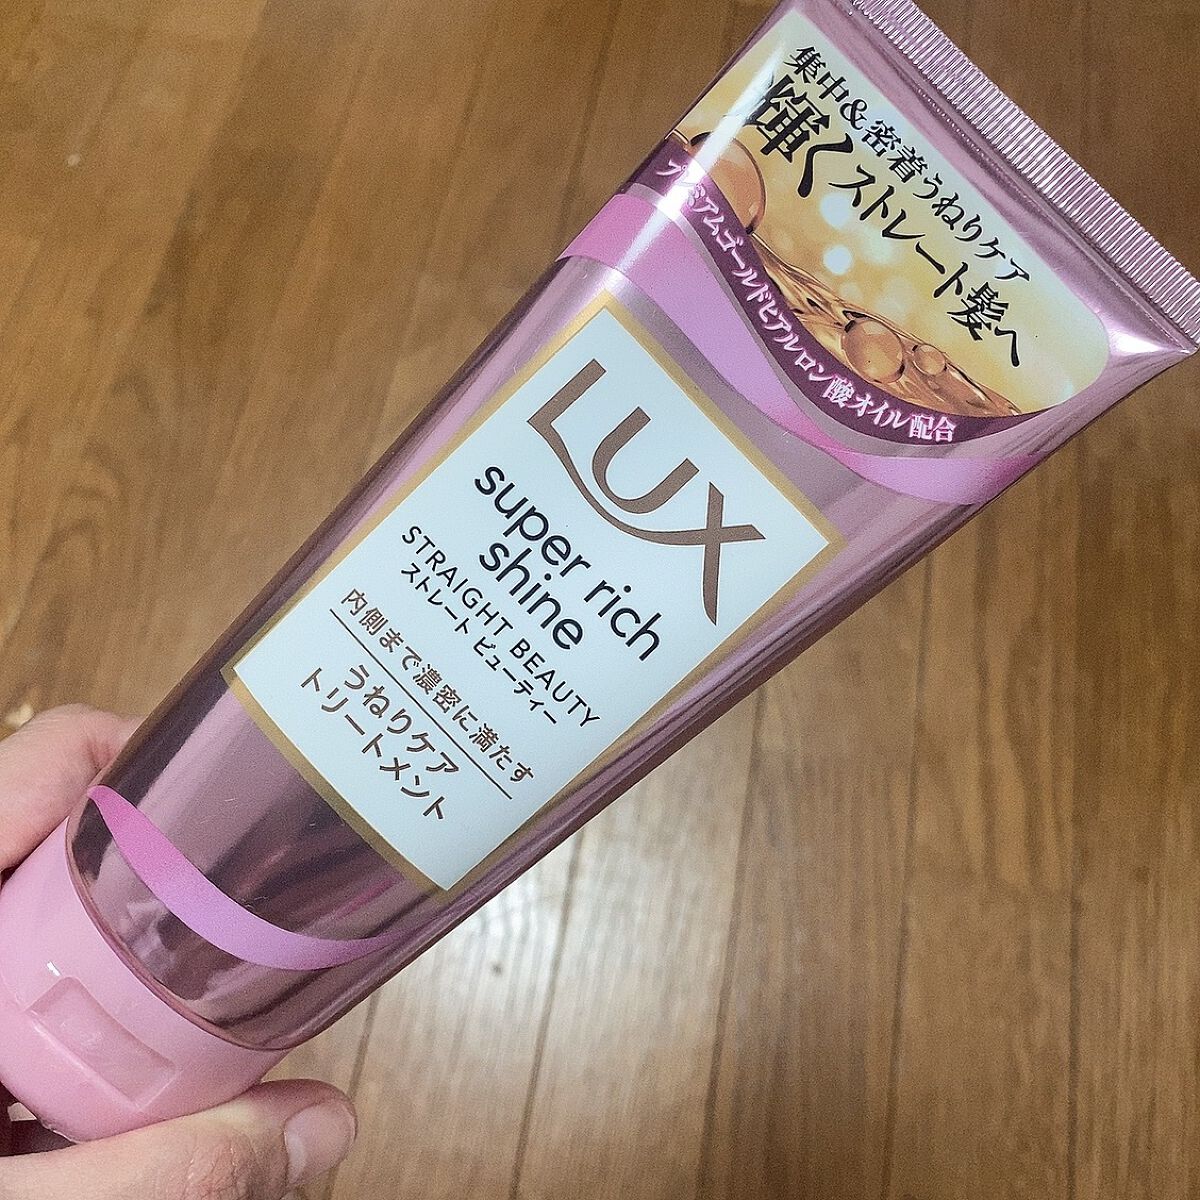 集中&密着うねりケア
輝くストレート髪へ
プレミアムゴールドヒアルロン酸オイル配合
LUX
super rich
shine
STRAIGHT BEAUTY
ストレート ビューティー
内側まで濃密に満たす
うねりケア
トリートメント